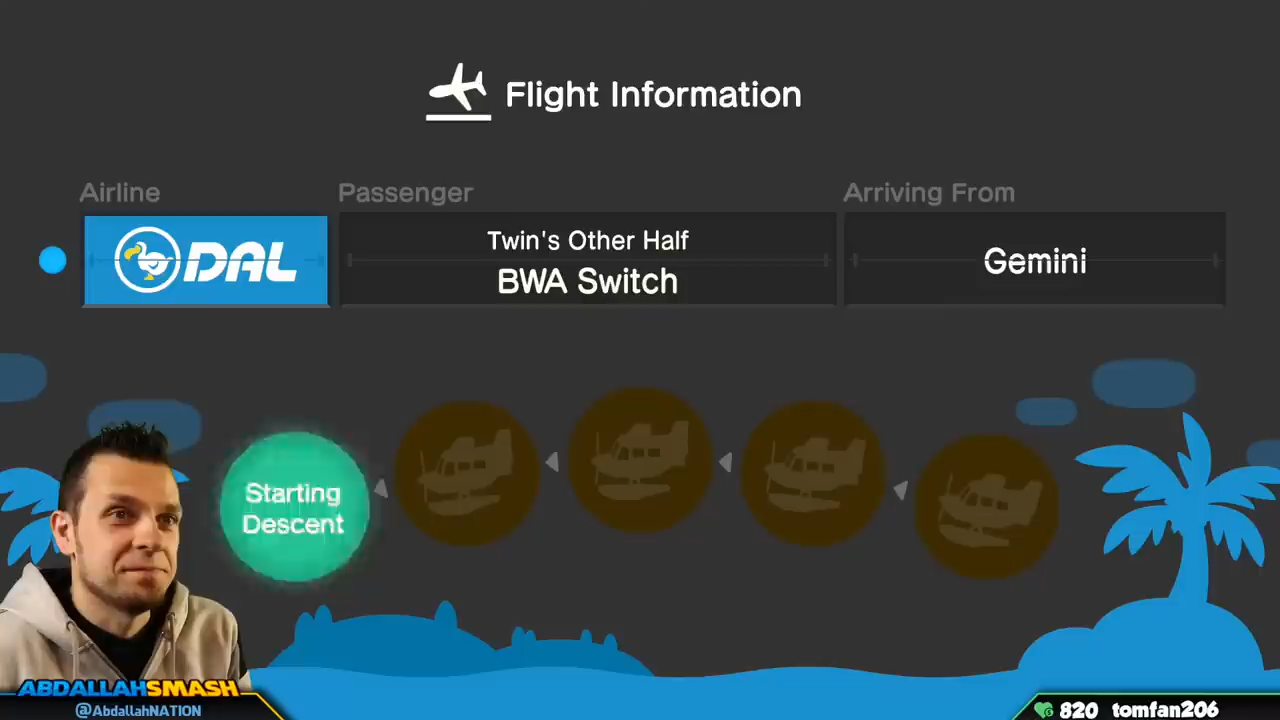 Flight Information
Airline
Passenger
Arriving From
DAL
Twin's Other Half
BWA Switch
Gemini
Starting
Descent
ABDALLAHSMASH
@AbdallahNATION
820 tomfan206